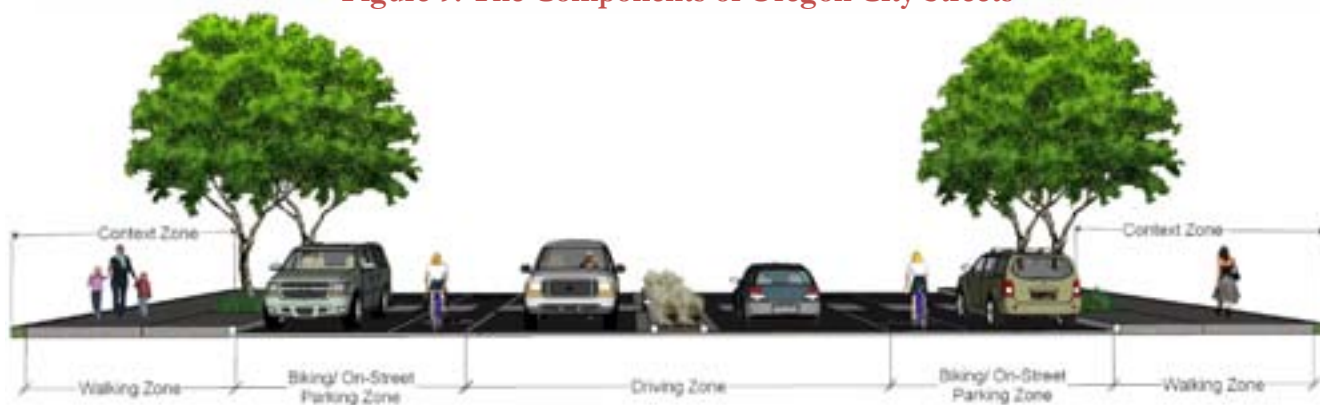 Figure 9: The Components of Oregon City Streets
Context Zone
Context Zone
Walking Zone
Biking/ On-Street
Parking Zone
Driving Zone
Biking/ On-Street
Parking Zone
Walking Zone